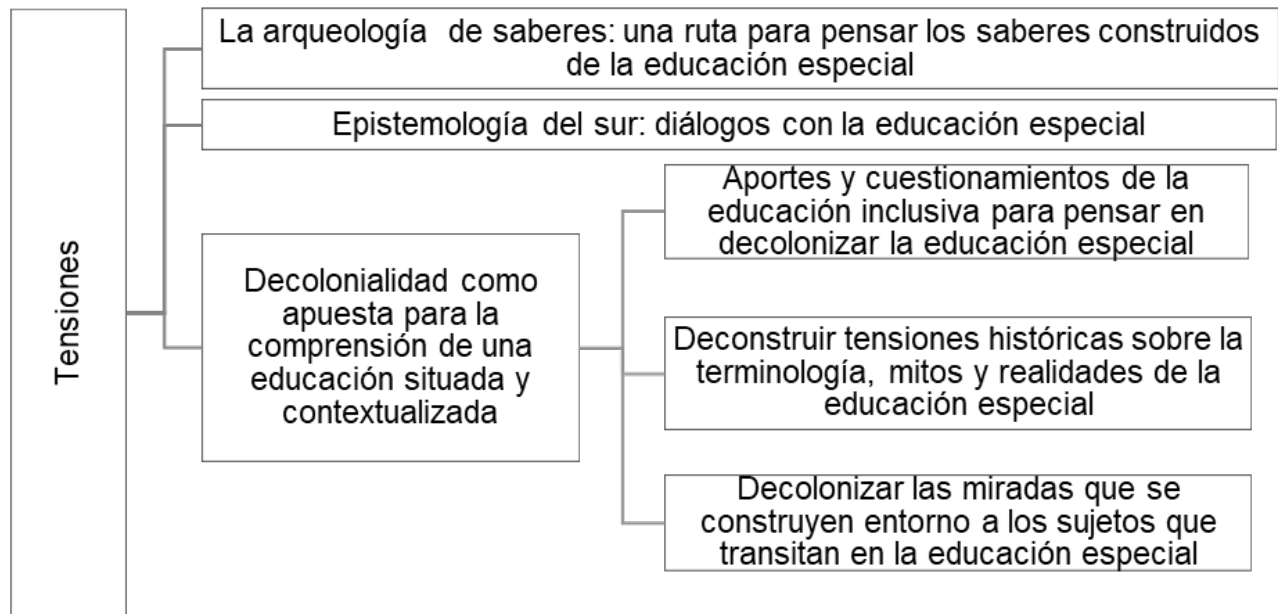 Tensiones
La arqueología de saberes: una ruta para pensar los saberes construidos
de la educación especial
Epistemología del sur: diálogos con la educación especial
Decolonialidad como
apuesta para la
comprensión de una
educación situada y
contextualizada
Aportes y cuestionamientos de la
educación inclusiva para pensar en
decolonizar la educación especial
Deconstruir tensiones históricas sobre la
terminología, mitos y realidades de la
educación especial
Decolonizar las miradas que se
construyen entorno a los sujetos que
transitan en la educación especial